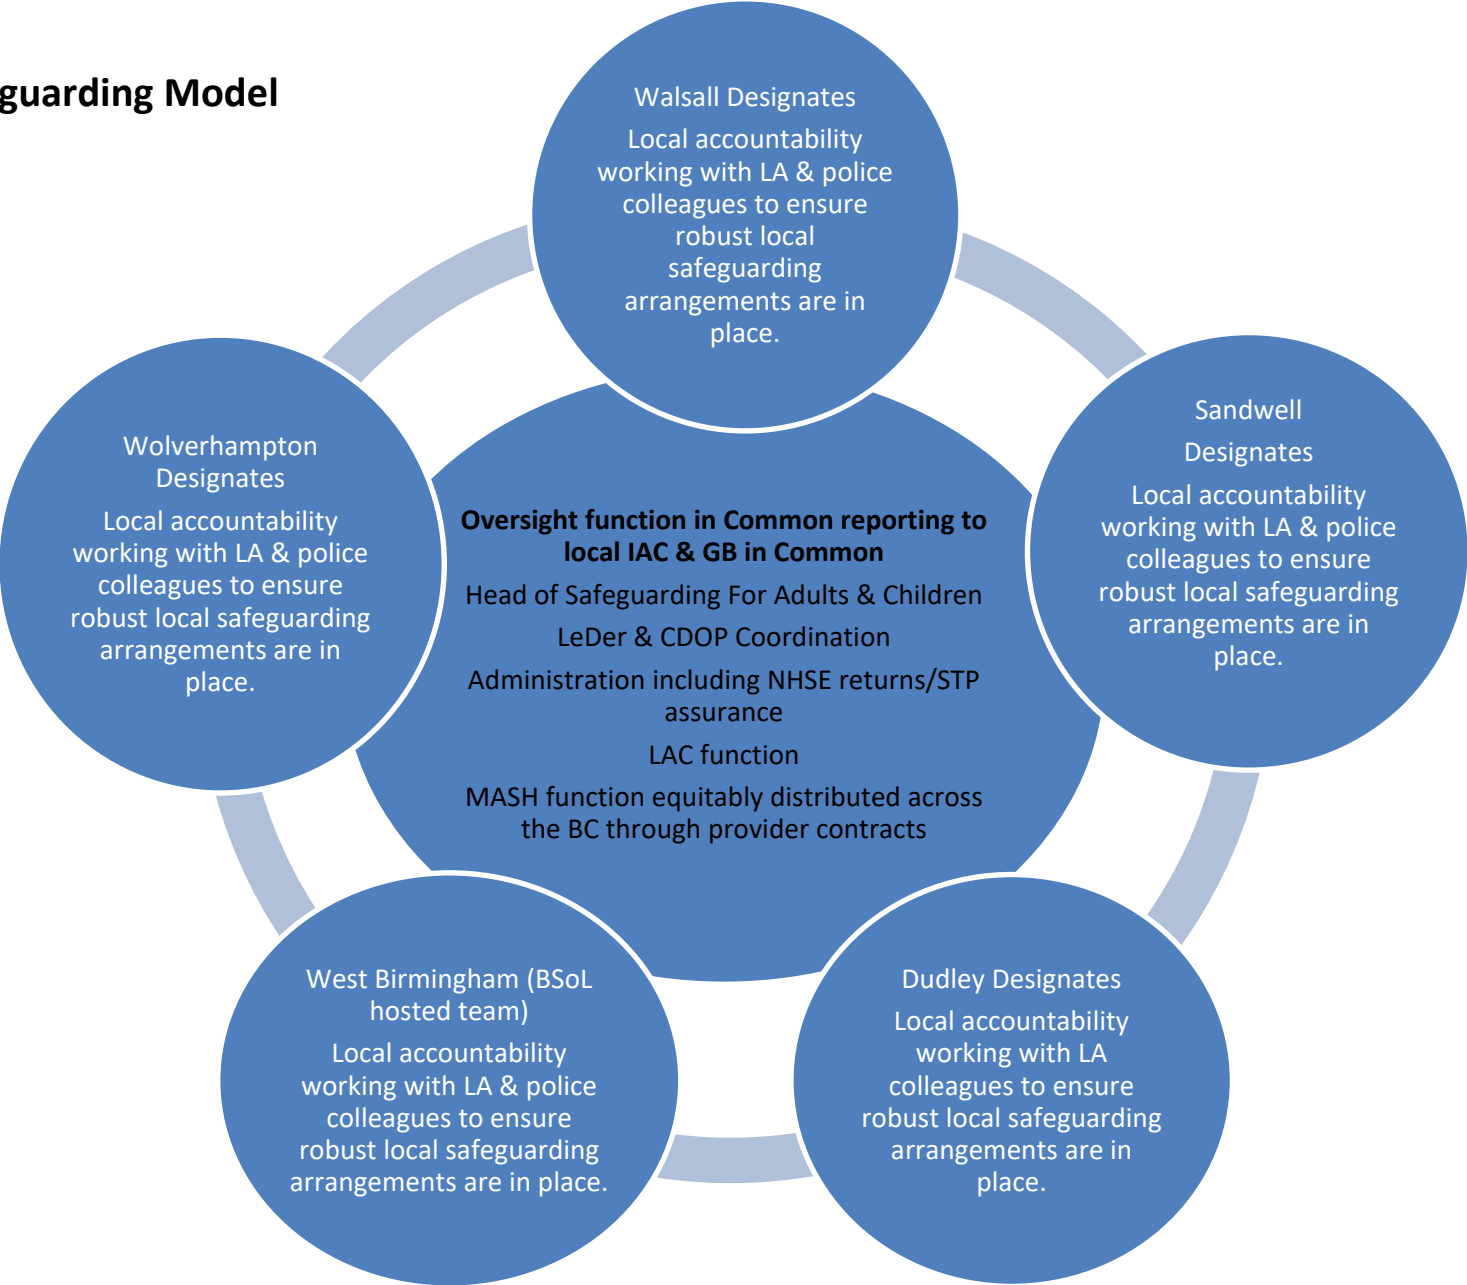 guarding Model
Walsall Designates
Local accountability
working with LA & police
colleagues to ensure
robust local
safeguarding
arrangements are in
place.
Sandwell
Designates
Local accountability
working with LA & police
colleagues to ensure
robust local safeguarding
arrangements are in
place.
Wolverhampton
Designates
Local accountability
working with LA & police
colleagues to ensure
robust local safeguarding
arrangements are in
place.
Oversight function in Common reporting to
local IAC & GB in Common
Head of Safeguarding For Adults & Children
LeDer & CDOP Coordination
Administration including NHSE returns/STP
assurance
LAC function
MASH function equitably distributed across
the BC through provider contracts
West Birmingham (BSoL
hosted team)
Local accountability
working with LA & police
colleagues to ensure
robust local safeguarding
arrangements are in place.
Dudley Designates
Local accountability
working with LA
colleagues to ensure
robust local safeguarding
arrangements are in
place.